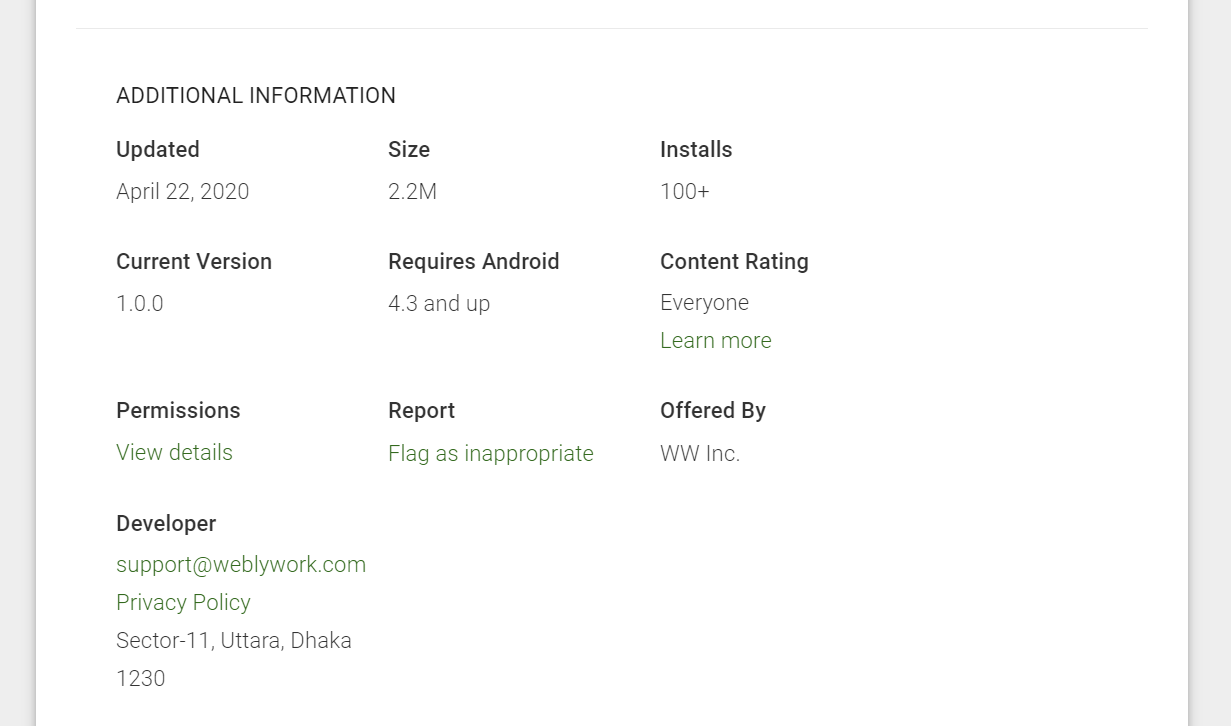 ADDITIONAL INFORMATION
Updated Size Installs
April 22, 2020 2.2M 100+
Current Version Requires Android Content Rating
1.0.0 4.3 and up Everyone
Learn more
Permissions Report Offered By
View details Flag as inappropriate WW Inc.
Developer
support@weblywork.com
Privacy Policy
Sector-11, Uttara, Dhaka
1230